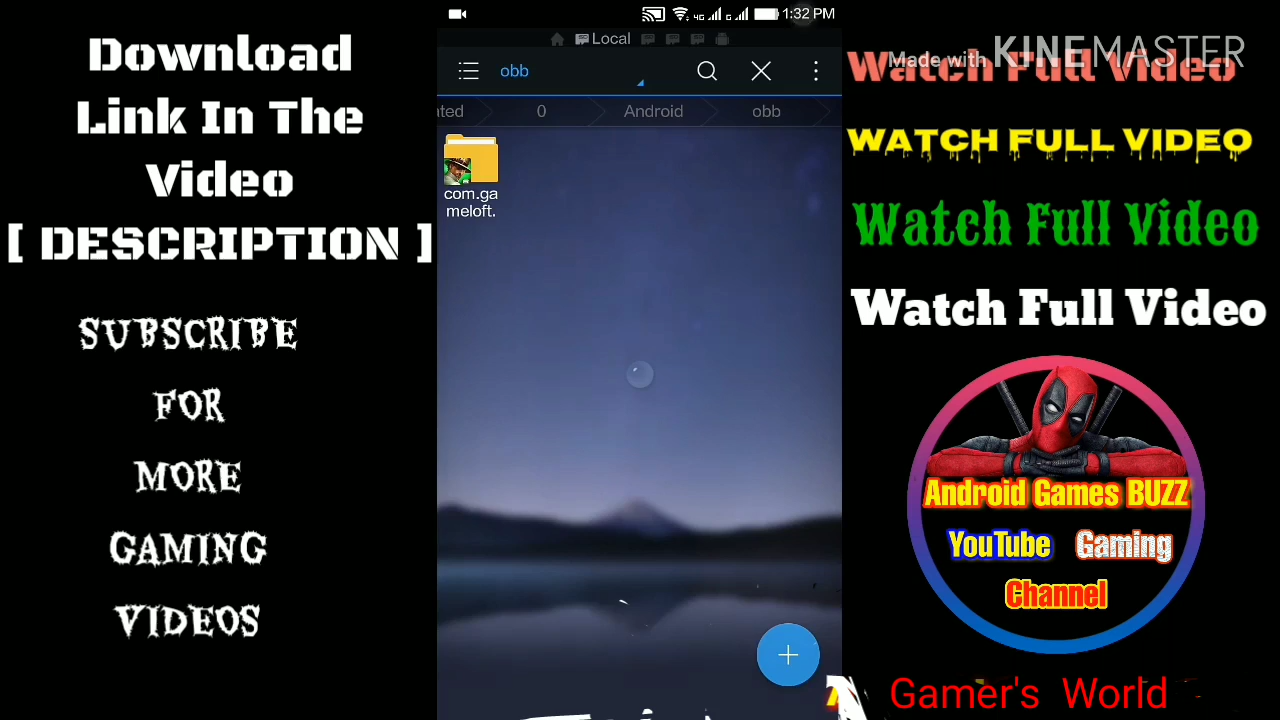 Download
Link In The
Video
[ DESCRIPTION ]
SUBSCRIBE
FOR
MORE
GAMING
VIDEOS
1:32 PM
Local
obb
ted
0
Android
obb
com.ga
meloft.
Made with KINEMASTER
Watch Full Video
WATCH FULL VIDEO
Watch Full Video
Watch Full Video
Android Games BUZZ
YouTube Gaming
Channel
Gamer's World